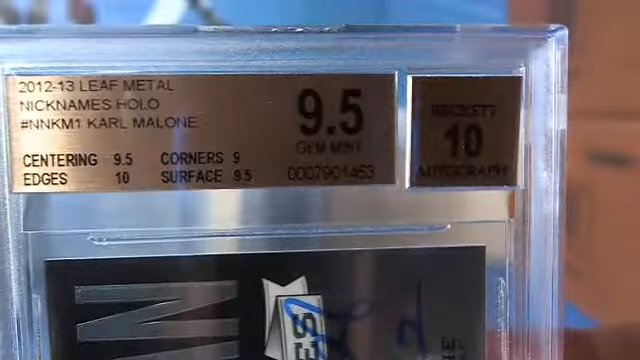 2012-13 LEAF METAL
NICKNAMES HOLO
#NNKM1 KARL MALONE
9.5
GEM MINT
CENTERING 9.5 CORNERS 9
EDGES 10 SURFACE 9.5
0007901453
BECKETT
10
AUTOGRAPH